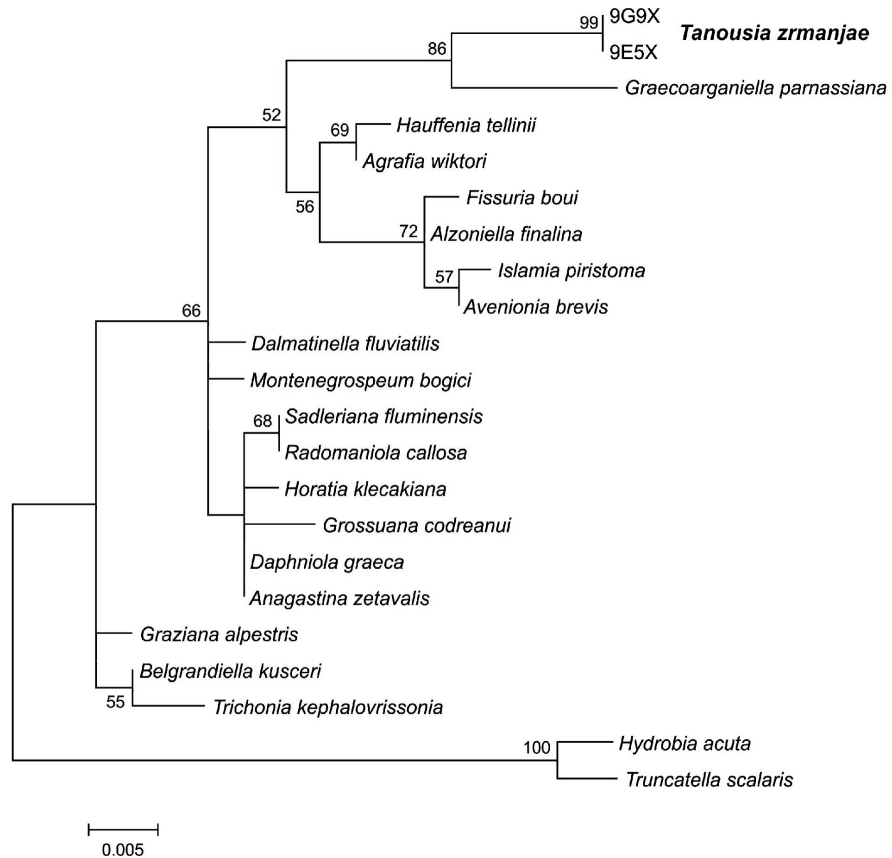 99 9G9X
Tanousia zrmanjae
9E5X
86
Graecoarganiella parnassiana
52
69 Hauffenia tellinii
Agrafia wiktori
56
Fissuria boui
72 Alzoniella finalina
57 Islamia piristoma
Avenionia brevis
66
Dalmatinella fluviatilis
Montenegrospeum bogici
68 Sadleriana fluminensis
Radomaniola callosa
Horatia klecakiana
Grossuana codreanui
Daphniola graeca
Anagastina zetavalis
Graziana alpestris
Belgrandiella kusceri
55
Trichonia kephalovrissonia
100 Hydrobia acuta
Truncatella scalaris
0.005